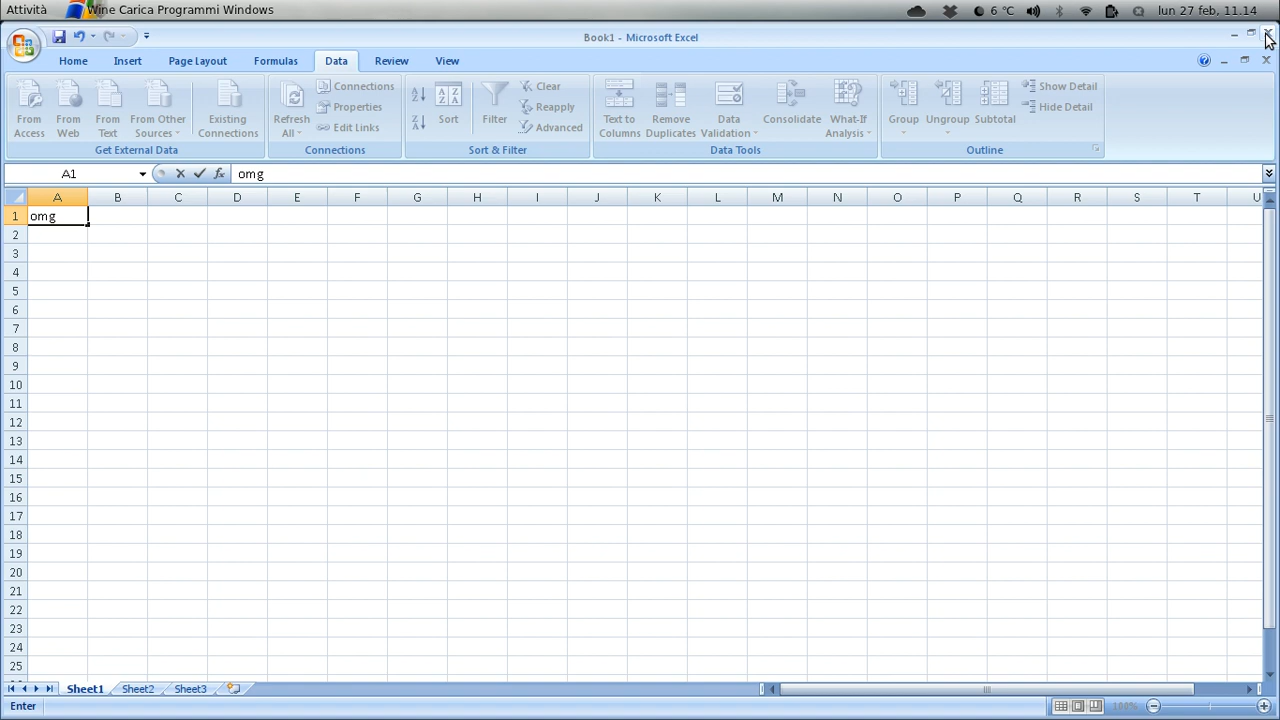 Attività Wine Carica Programmi Windows 6 °C lun 27 feb, 11.14
Book1 - Microsoft Excel
Home Insert Page Layout Formulas Data Review View
From Access
From Web
From Text
From Other Sources
Existing Connections
Get External Data
Refresh All
Connections
Properties
Edit Links
Connections
Sort
Filter
Clear
Reapply
Advanced
Sort & Filter
Text to Columns
Remove Duplicates
Data Validation
Consolidate
What-If Analysis
Data Tools
Group
Ungroup
Subtotal
Show Detail
Hide Detail
Outline
A1 fx omg
A B C D E F G H I J K L M N O P Q R S T U
1 omg
2
3
4
5
6
7
8
9
10
11
12
13
14
15
16
17
18
19
20
21
22
23
24
25
Sheet1 Sheet2 Sheet3
Enter 100%